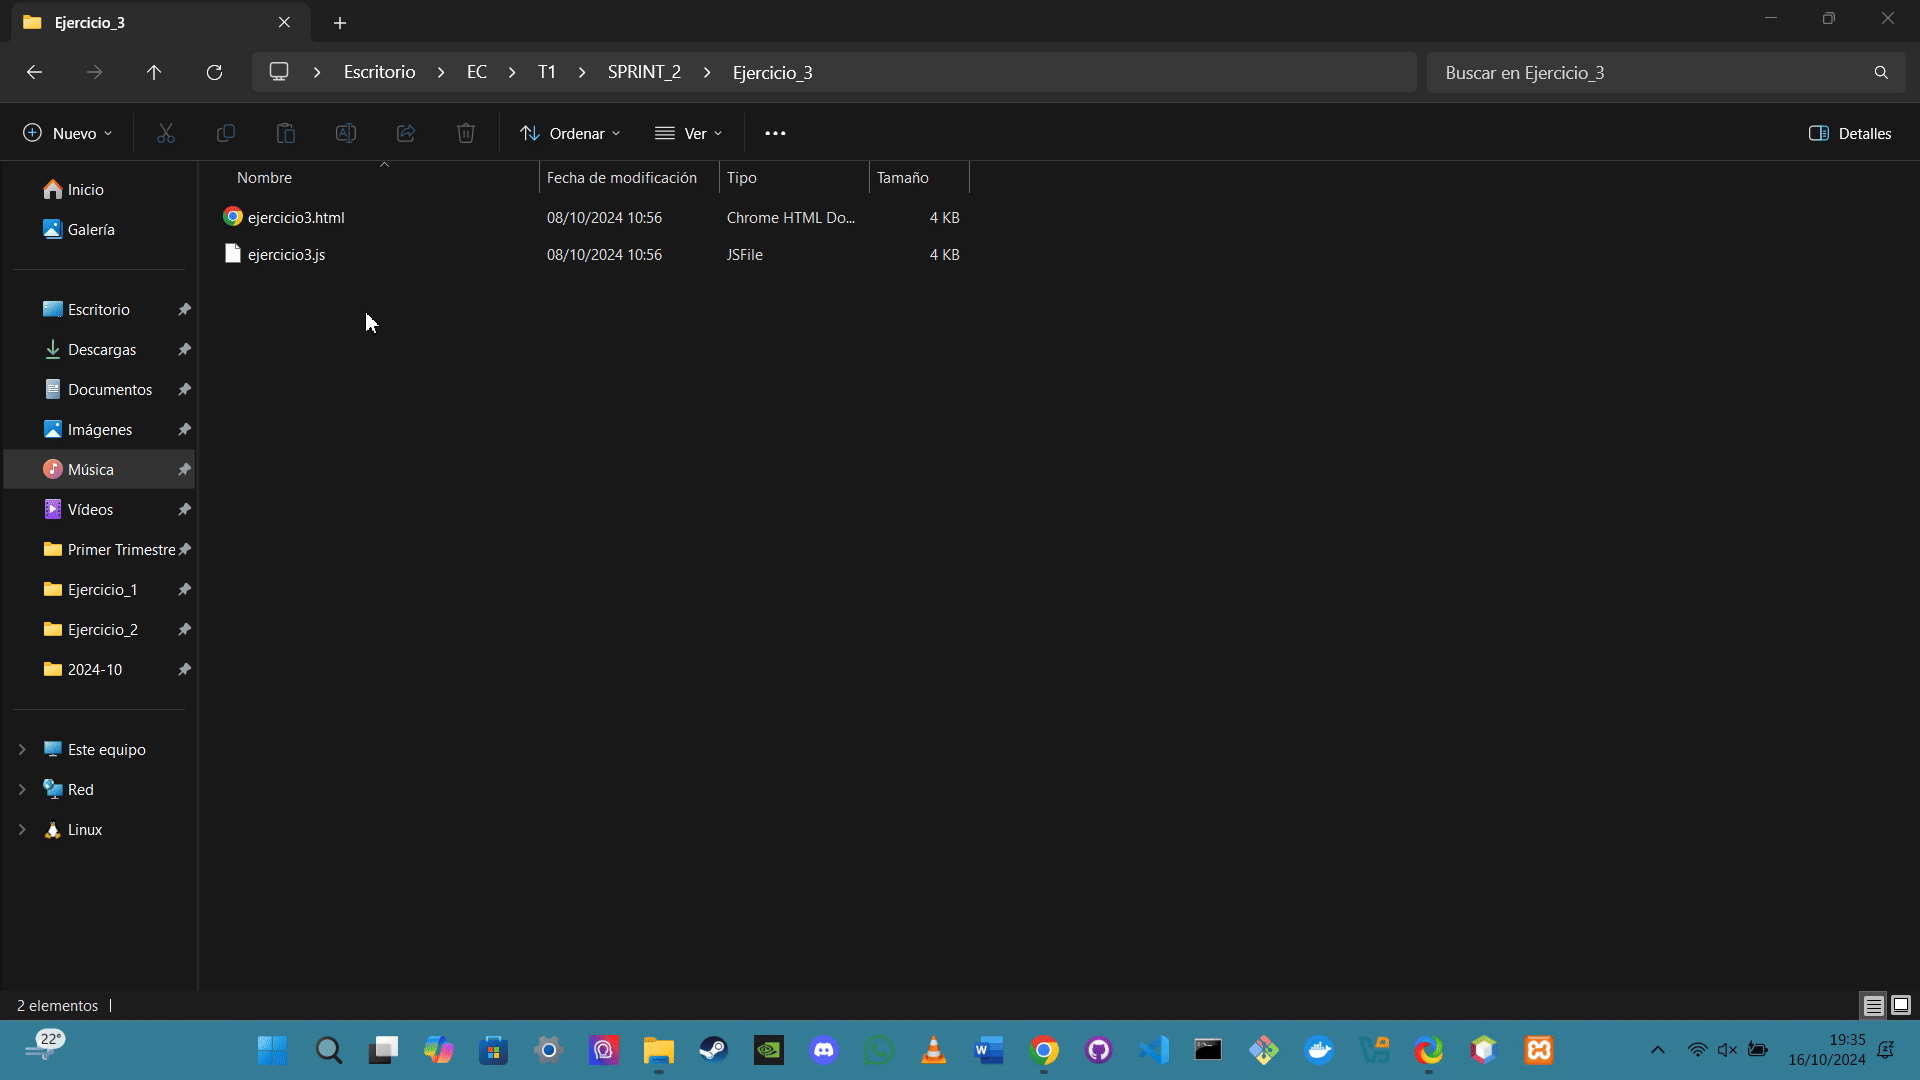 Ejercicio_3
Escritorio EC T1 SPRINT_2 Ejercicio_3
Buscar en Ejercicio_3
Nuevo Ordenar Ver Detalles
Nombre Fecha de modificación Tipo Tamaño
ejercicio3.html 08/10/2024 10:56 Chrome HTML Do... 4 KB
ejercicio3.js 08/10/2024 10:56 JSFile 4 KB
Inicio
Galería
Escritorio
Descargas
Documentos
Imágenes
Música
Vídeos
Primer Trimestre
Ejercicio_1
Ejercicio_2
2024-10
Este equipo
Red
Linux
2 elementos
22°
19:35
16/10/2024